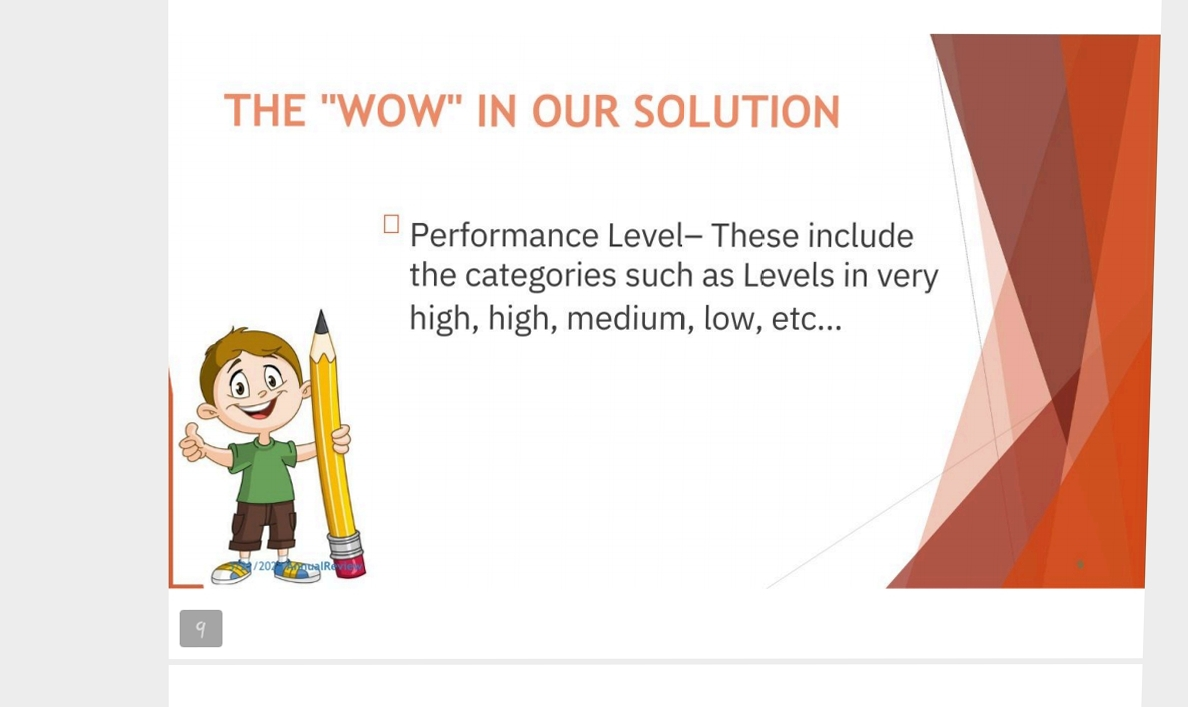 THE "WOW" IN OUR SOLUTION
Performance Level– These include
the categories such as Levels in very
high, high, medium, low, etc...
9